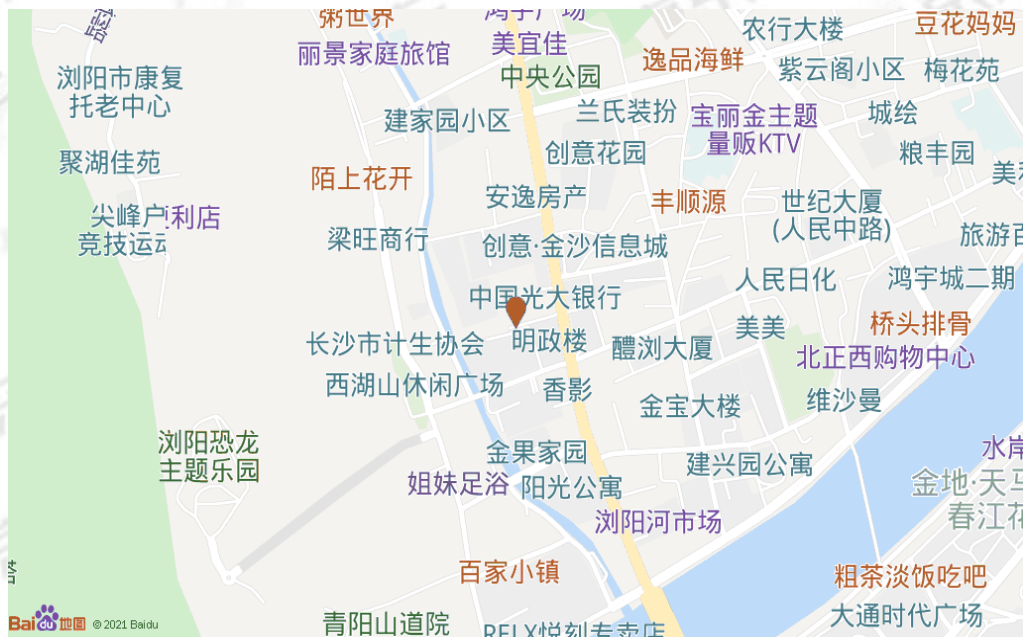 粥世界
鸿宇广场
农行大楼
豆花妈妈
丽景家庭旅馆
美宜佳
逸品海鲜
中央公园
紫云阁小区
梅花苑
浏阳市康复
托老中心
建家园小区
兰氏装扮
宝丽金主题
量贩KTV
城绘
聚湖佳苑
创意花园
粮丰园
陌上花开
安逸房产
丰顺源
世纪大厦
(人民中路)
尖峰户
利店
竞技运动
梁旺商行
创意·金沙信息城
人民日化
鸿宇城二期
中国光大银行
明政楼
长沙市计生协会
醴浏大厦
美美
桥头排骨
北正西购物中心
西湖山休闲广场
香影
金宝大楼
维沙曼
浏阳恐龙
主题乐园
金果家园
建兴园公寓
水岸
姐妹足浴
阳光公寓
金地·天马
春江花
浏阳河市场
百家小镇
粗茶淡饭吃吧
大通时代广场
青阳山道院
RELX悦刻专卖店
Bai du 地图 © 2021 Baidu